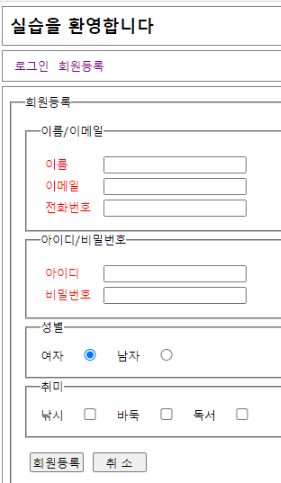 실습을 환영합니다
로그인 회원등록
회원등록
이름/이메일
이름
이메일
전화번호
아이디/비밀번호
아이디
비밀번호
성별
여자 남자
취미
낚시 바둑 독서
회원등록 취 소